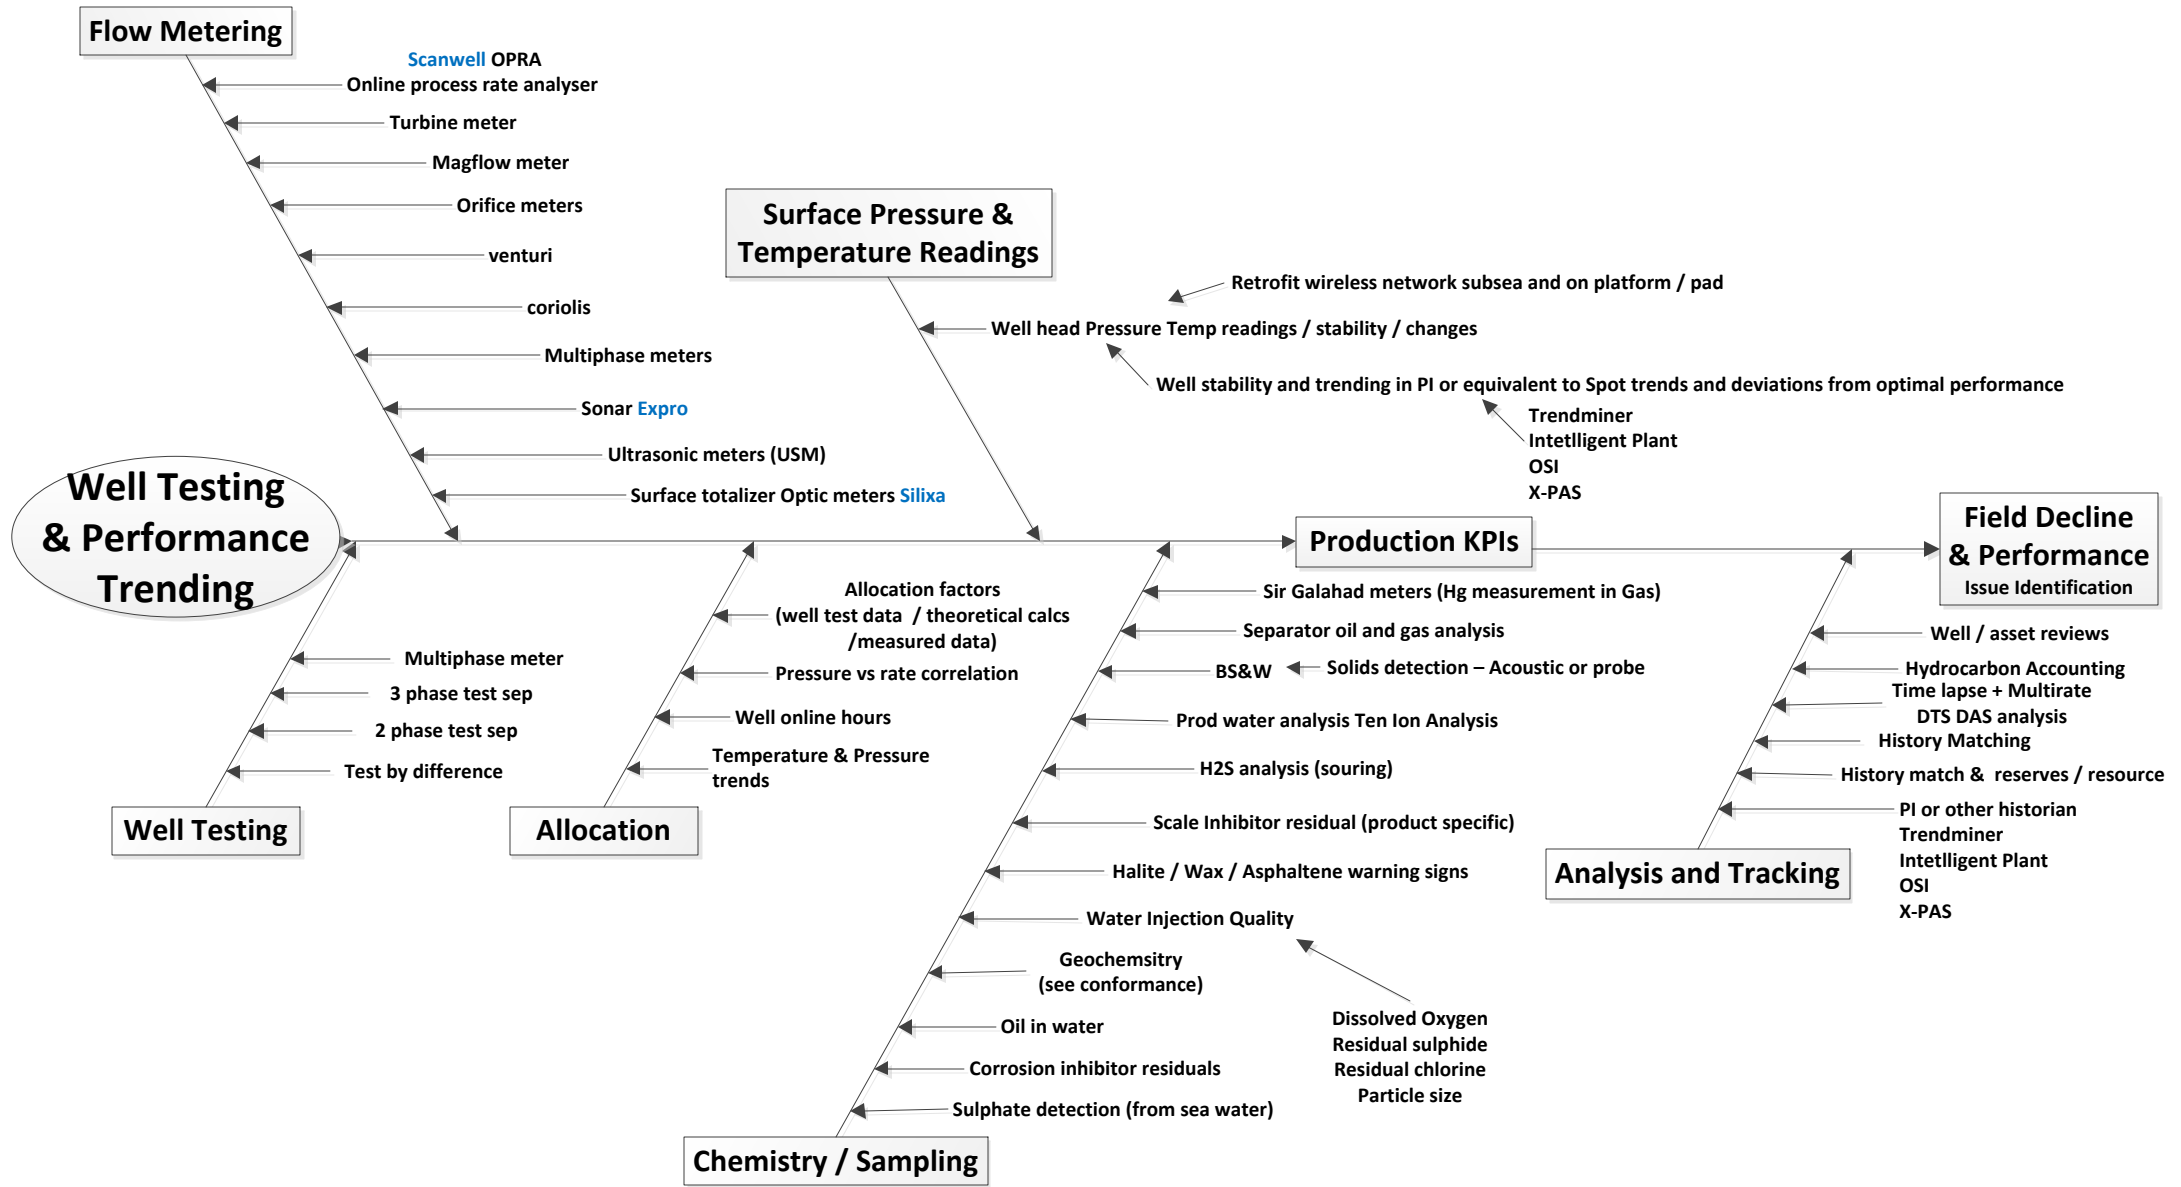 Flow Metering
Scanwell OPRA
Online process rate analyser
Turbine meter
Magflow meter
Orifice meters
venturi
coriolis
Multiphase meters
Sonar Expro
Ultrasonic meters (USM)
Surface totalizer Optic meters Silixa
Surface Pressure &
Temperature Readings
Retrofit wireless network subsea and on platform / pad
Well head Pressure Temp readings / stability / changes
Well stability and trending in PI or equivalent to Spot trends and deviations from optimal performance
Trendminer
Intetlligent Plant
OSI
X-PAS
Well Testing
& Performance
Trending
Production KPIs
Field Decline
& Performance
Issue Identification
Multiphase meter
3 phase test sep
2 phase test sep
Test by difference
Well Testing
Allocation factors
(well test data / theoretical calcs
/measured data)
Pressure vs rate correlation
Well online hours
Temperature & Pressure
trends
Allocation
Sir Galahad meters (Hg measurement in Gas)
Separator oil and gas analysis
BS&W
Solids detection – Acoustic or probe
Prod water analysis Ten Ion Analysis
H2S analysis (souring)
Scale Inhibitor residual (product specific)
Halite / Wax / Asphaltene warning signs
Water Injection Quality
Geochemsitry
(see conformance)
Oil in water
Corrosion inhibitor residuals
Sulphate detection (from sea water)
Dissolved Oxygen
Residual sulphide
Residual chlorine
Particle size
Chemistry / Sampling
Well / asset reviews
Hydrocarbon Accounting
Time lapse + Multirate
DTS DAS analysis
History Matching
History match & reserves / resource
PI or other historian
Trendminer
Intetlligent Plant
OSI
X-PAS
Analysis and Tracking